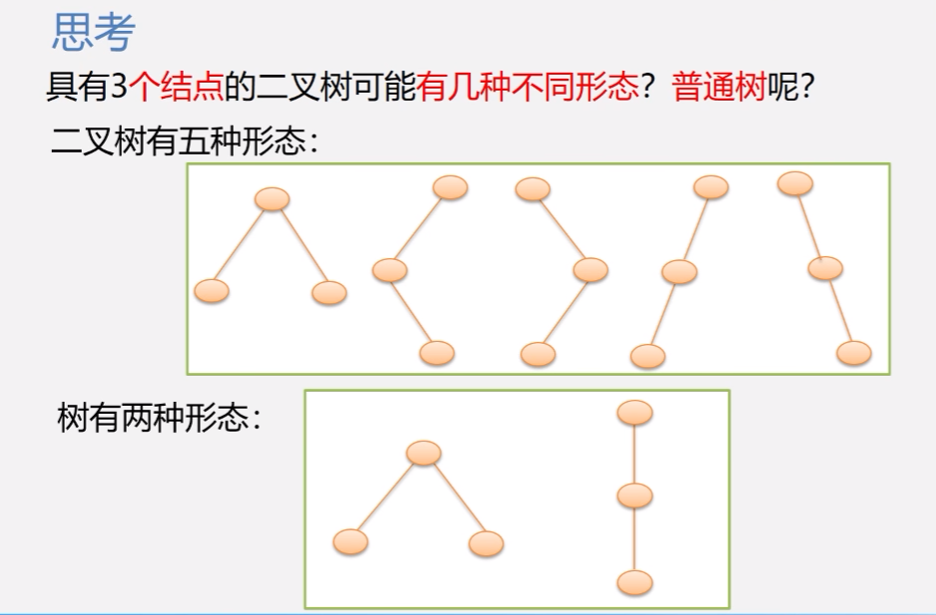 思考
具有3个结点的二叉树可能有几种不同形态？普通树呢？
二叉树有五种形态：
树有两种形态：